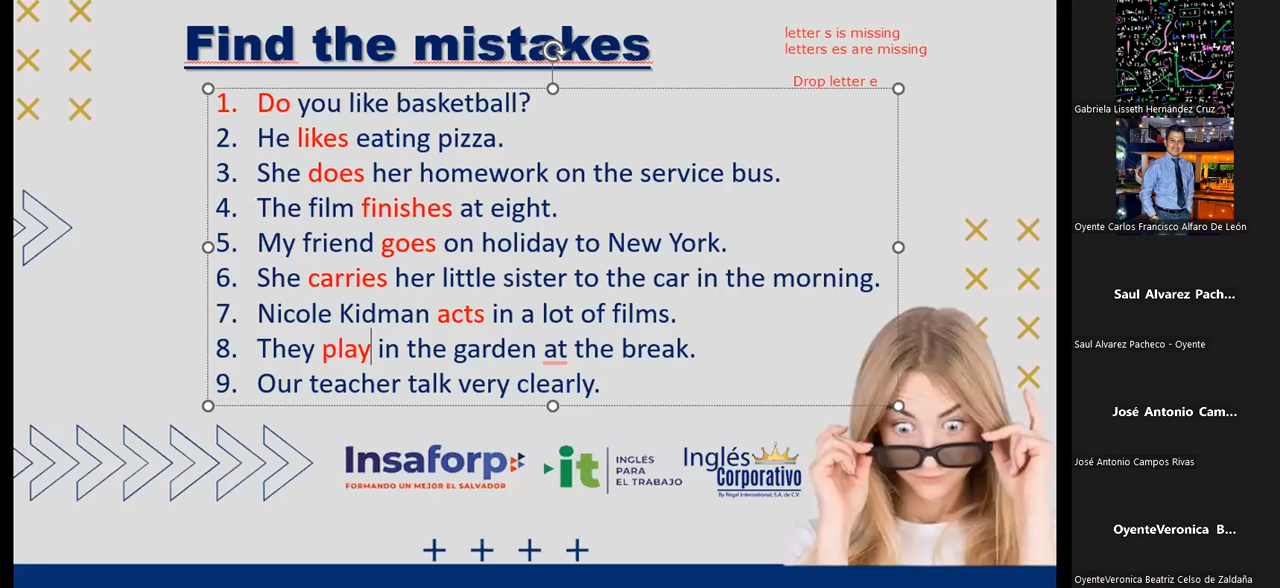 Find the mistakes
letter s is missing
letters es are missing
Drop letter e
1. Do you like basketball?
2. He likes eating pizza.
3. She does her homework on the service bus.
4. The film finishes at eight.
5. My friend goes on holiday to New York.
6. She carries her little sister to the car in the morning.
7. Nicole Kidman acts in a lot of films.
8. They play in the garden at the break.
9. Our teacher talk very clearly.
Insaforp
FORMANDO UN MEJOR EL SALVADOR
it
INGLÉS
PARA
EL TRABAJO
Inglés
Corporativo
By Regal International, S.A. de C.V.
Gabriela Lisseth Hernández Cruz
Oyente Carlos Francisco Alfaro De León
Saul Alvarez Pach...
Saul Alvarez Pacheco - Oyente
José Antonio Cam...
José Antonio Campos Rivas
OyenteVeronica B...
OyenteVeronica Beatriz Celso de Zaldaña